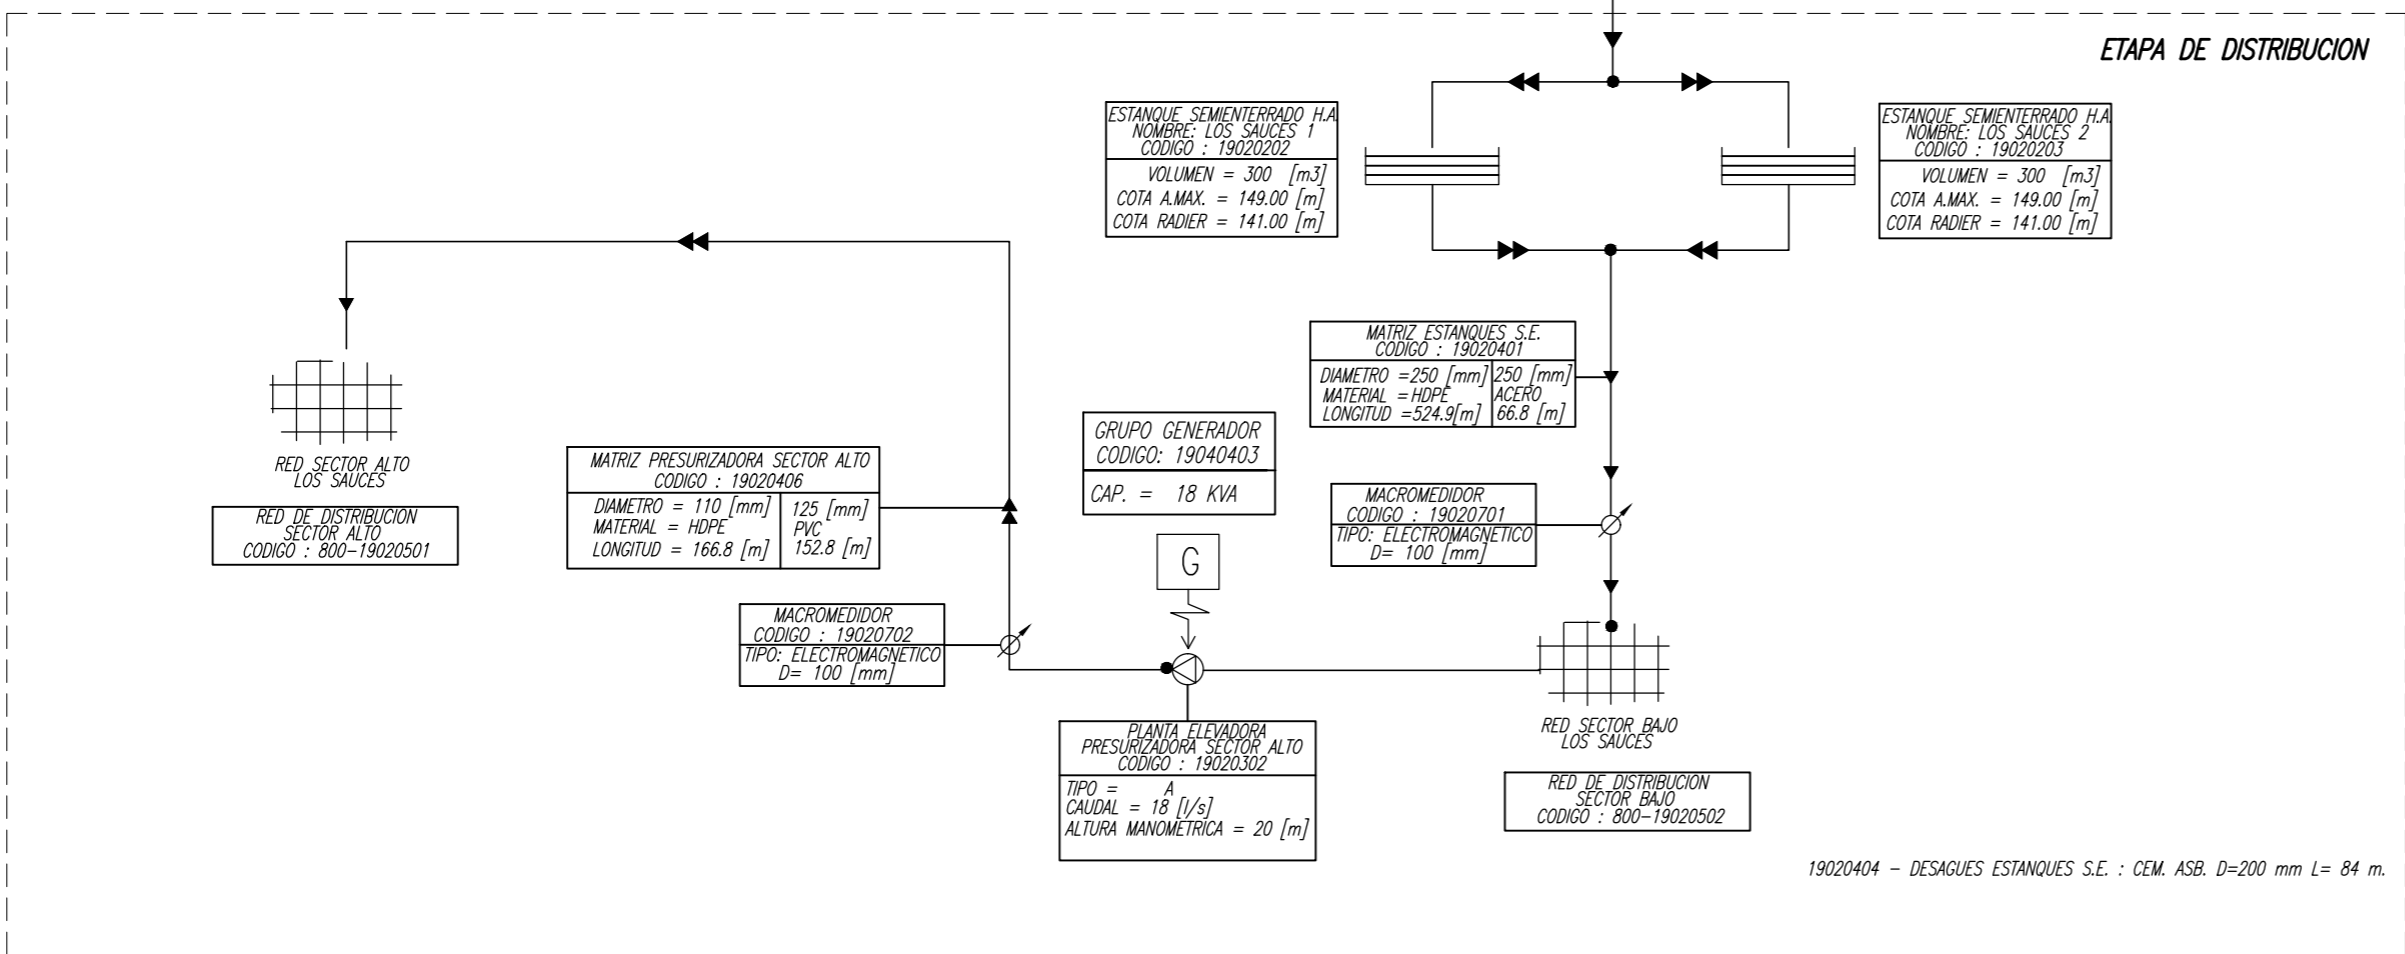 ETAPA DE DISTRIBUCION
ESTANQUE SEMIENTERRADO H.A.
NOMBRE: LOS SAUCES 1
CODIGO : 19020202
VOLUMEN = 300 [m3]
COTA A.MAX. = 149.00 [m]
COTA RADIER = 141.00 [m]
ESTANQUE SEMIENTERRADO H.A.
NOMBRE: LOS SAUCES 2
CODIGO : 19020203
VOLUMEN = 300 [m3]
COTA A.MAX. = 149.00 [m]
COTA RADIER = 141.00 [m]
MATRIZ ESTANQUES S.E.
CODIGO : 19020401
DIAMETRO =250 [mm] 250 [mm]
MATERIAL =HDPE ACERO
LONGITUD =524.9[m] 66.8 [m]
GRUPO GENERADOR
CODIGO: 19040403
CAP. = 18 KVA
RED SECTOR ALTO
LOS SAUCES
RED DE DISTRIBUCION
SECTOR ALTO
CODIGO : 800-19020501
MATRIZ PRESURIZADORA SECTOR ALTO
CODIGO : 19020406
DIAMETRO = 110 [mm] 125 [mm]
MATERIAL = HDPE PVC
LONGITUD = 166.8 [m] 152.8 [m]
MACROMEDIDOR
CODIGO : 19020701
TIPO: ELECTROMAGNETICO
D= 100 [mm]
G
MACROMEDIDOR
CODIGO : 19020702
TIPO: ELECTROMAGNETICO
D= 100 [mm]
PLANTA ELEVADORA
PRESURIZADORA SECTOR ALTO
CODIGO : 19020302
TIPO = A
CAUDAL = 18 [l/s]
ALTURA MANOMETRICA = 20 [m]
RED SECTOR BAJO
LOS SAUCES
RED DE DISTRIBUCION
SECTOR BAJO
CODIGO : 800-19020502
19020404 - DESAGUES ESTANQUES S.E. : CEM. ASB. D=200 mm L= 84 m.